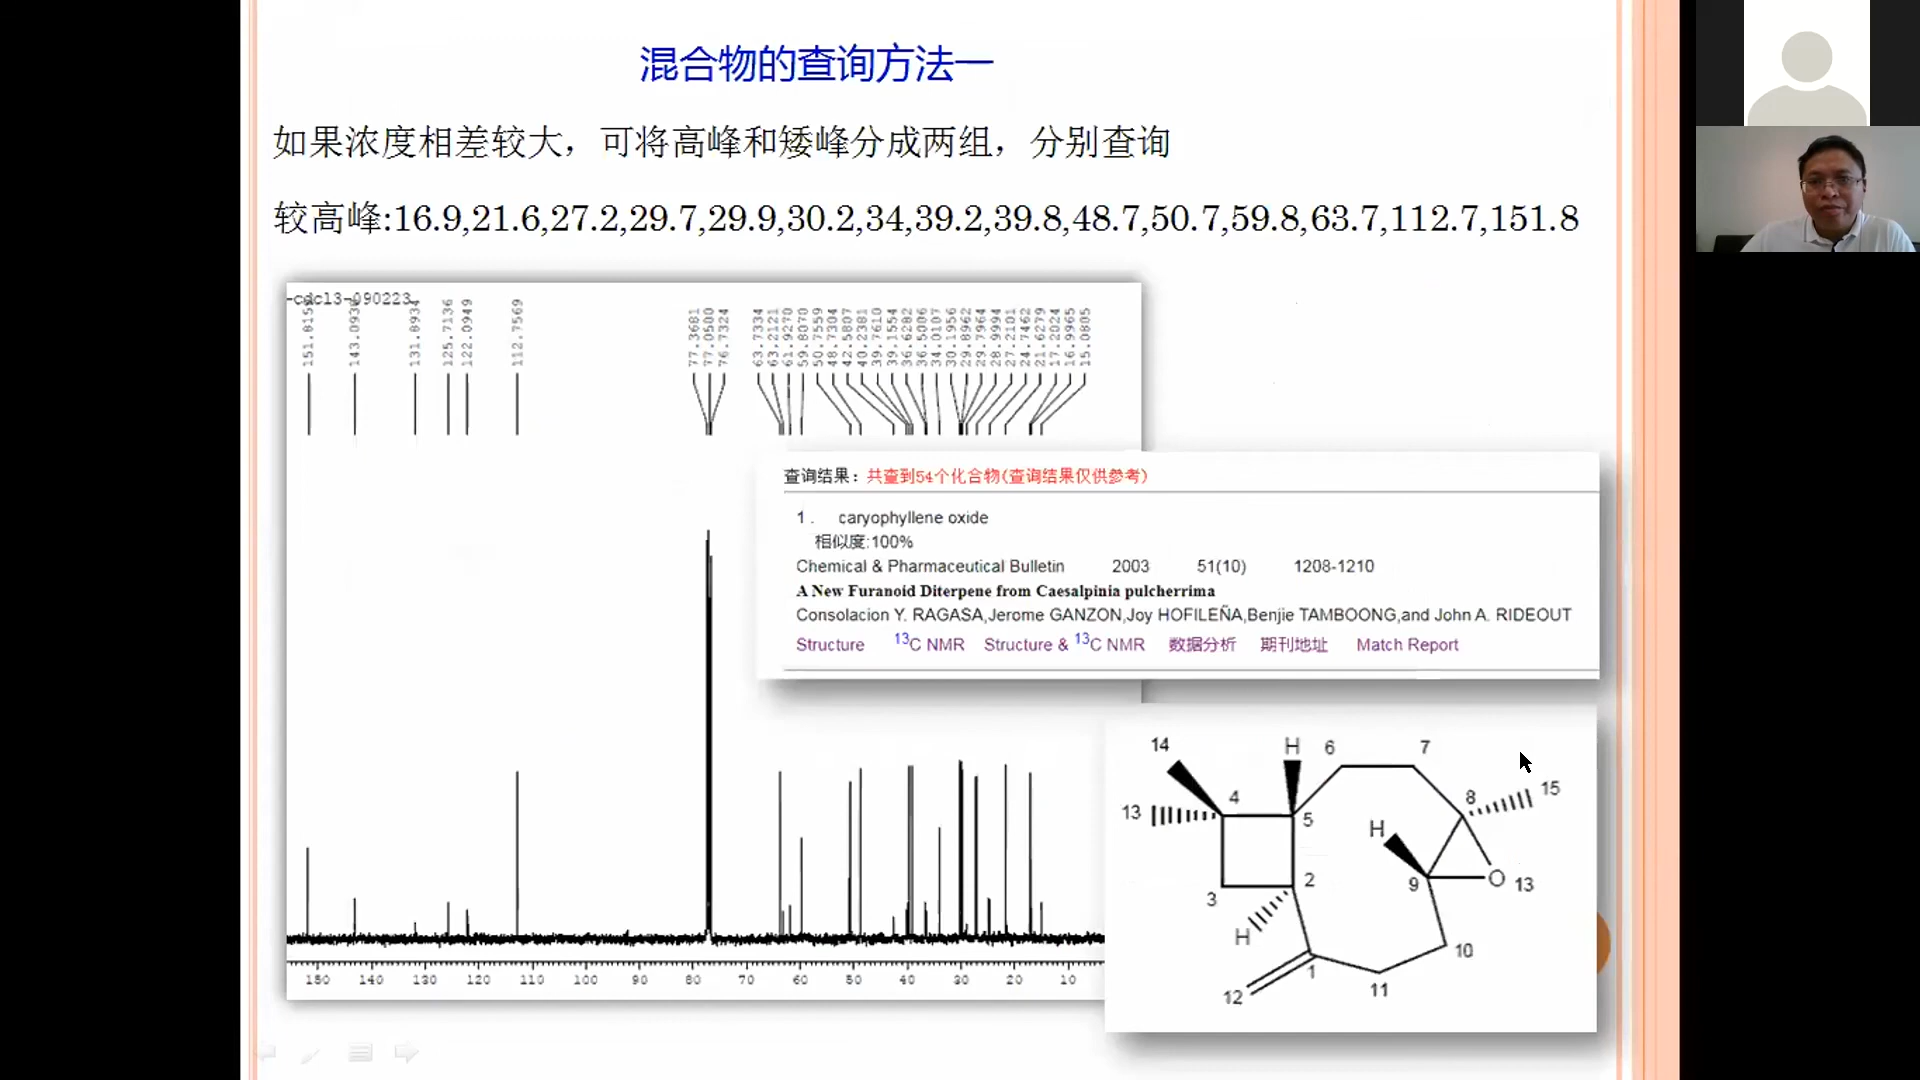 混合物的查询方法一
如果浓度相差较大，可将高峰和矮峰分成两组，分别查询
较高峰:16.9,21.6,27.2,29.7,29.9,30.2,34,39.2,39.8,48.7,50.7,59.8,63.7,112.7,151.8
-cdcl3-090223
143.093
131.8934
125.7136
122.0949
112.7569
77.3681
77.0500
76.7324
63.7334
63.2121
61.9270
59.8070
50.7559
48.7304
42.5807
40.2381
39.7610
39.1554
36.6282
36.5006
34.0107
30.1956
29.8962
29.7964
28.9994
27.2101
24.7462
21.6279
17.2024
16.9965
15.0805
查询结果：共查到54个化合物(查询结果仅供参考)
1. caryophyllene oxide
相似度:100%
Chemical & Pharmaceutical Bulletin 2003 51(10) 1208-1210
A New Furanoid Diterpene from Caesalpinia pulcherrima
Consolacion Y. RAGASA,Jerome GANZON,Joy HOFILEÑA,Benjie TAMBOONG,and John A. RIDEOUT
Structure 13C NMR Structure & 13C NMR 数据分析 期刊地址 Match Report
14 H 6 7
13 4 5 8 15
H
3 2 9 O 13
H
1 10
12 11
150 140 130 120 110 100 90 80 70 60 50 40 30 20 10